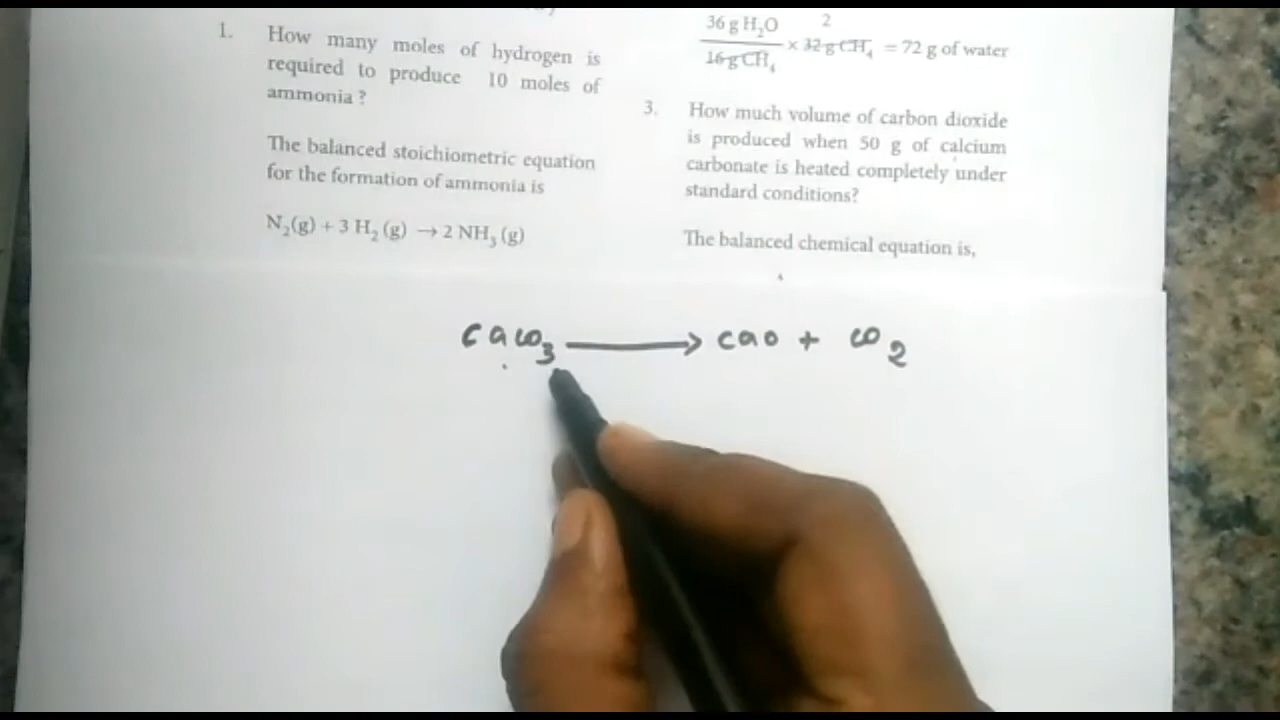 1. How many moles of hydrogen is
required to produce 10 moles of
ammonia ?
The balanced stoichiometric equation
for the formation of ammonia is
N₂(g) + 3 H₂ (g) → 2 NH₃ (g)
36 g H₂O 2
16 g CH₄ × 32 g CH₄ = 72 g of water
3. How much volume of carbon dioxide
is produced when 50 g of calcium
carbonate is heated completely under
standard conditions?
The balanced chemical equation is,
caco₃ → cao + co₂